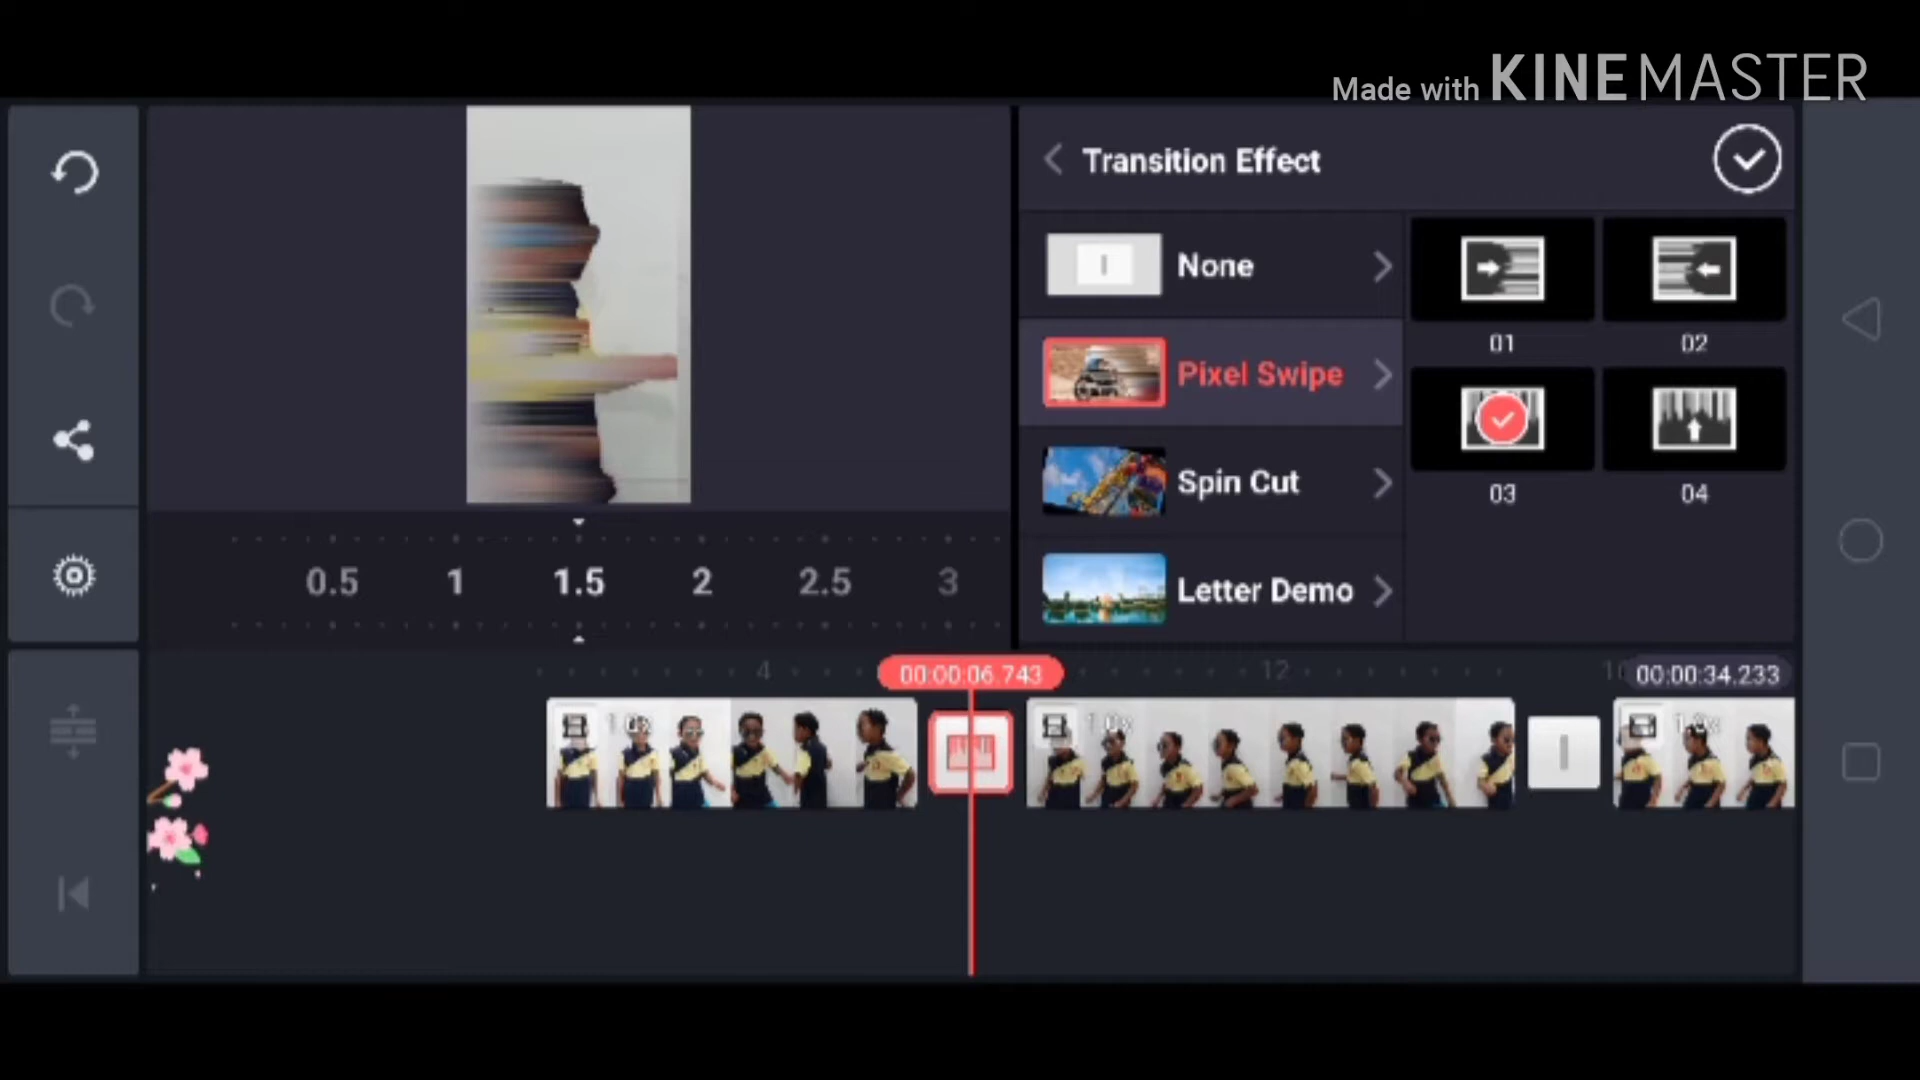 Made with KINEMASTER
Transition Effect
None
01
02
Pixel Swipe
03
04
Spin Cut
Letter Demo
0.5 1 1.5 2 2.5 3
4
00:00:06.743
12
00:00:34.233